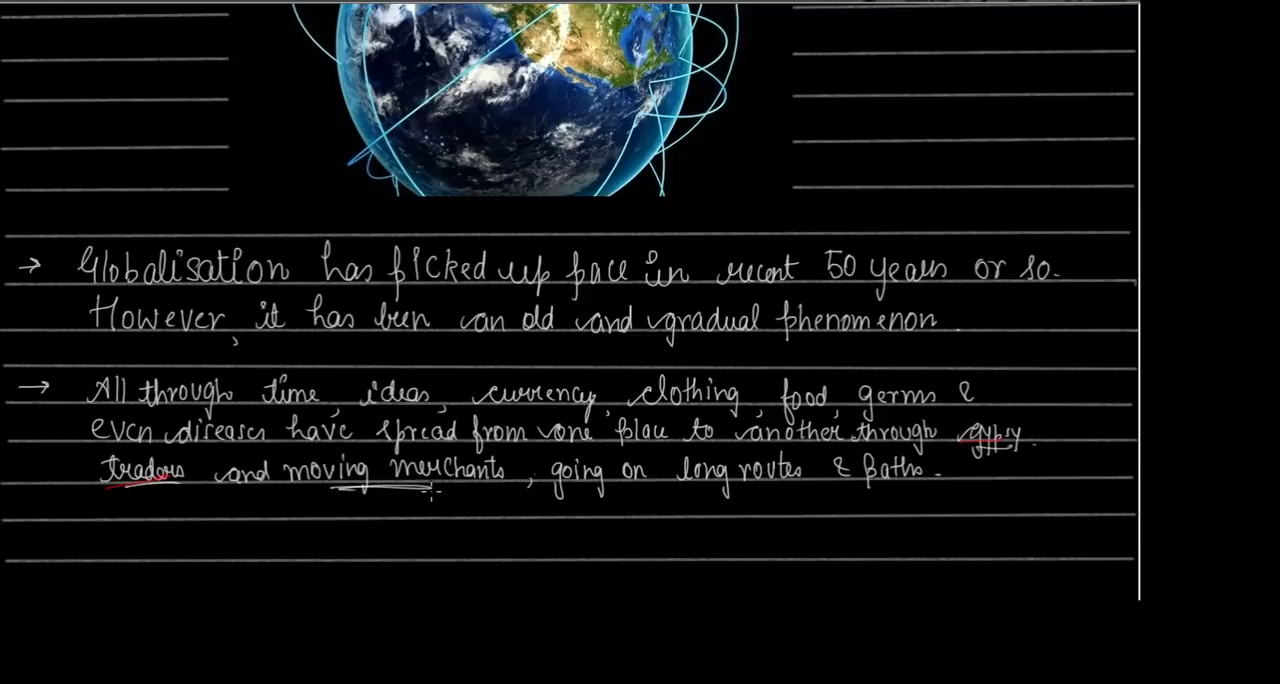 → Globalisation has picked up pace in recent 50 years or so.
However, it has been an old and gradual phenomenon.
→ All through time, ideas, currency, clothing, food, germs &
even diseases have spread from one place to another through gypsy
traders and moving merchants, going on long routes & paths.